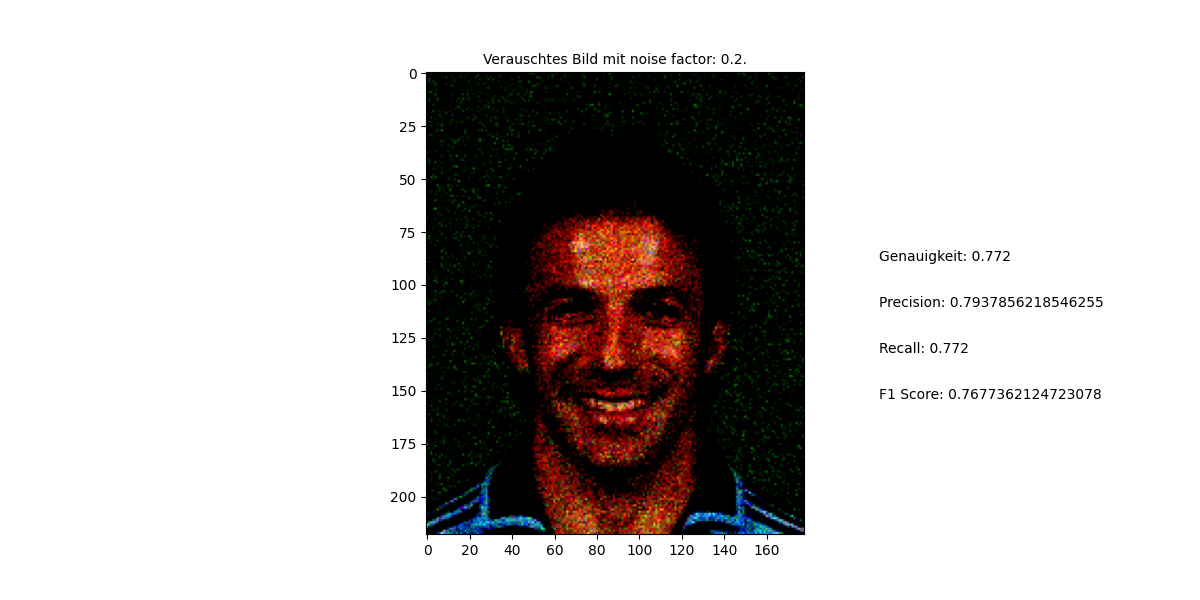 Verauschtes Bild mit noise factor: 0.2.
0
25
50
75
100
125
150
175
200
0 20 40 60 80 100 120 140 160
Genauigkeit: 0.772
Precision: 0.7937856218546255
Recall: 0.772
F1 Score: 0.7677362124723078